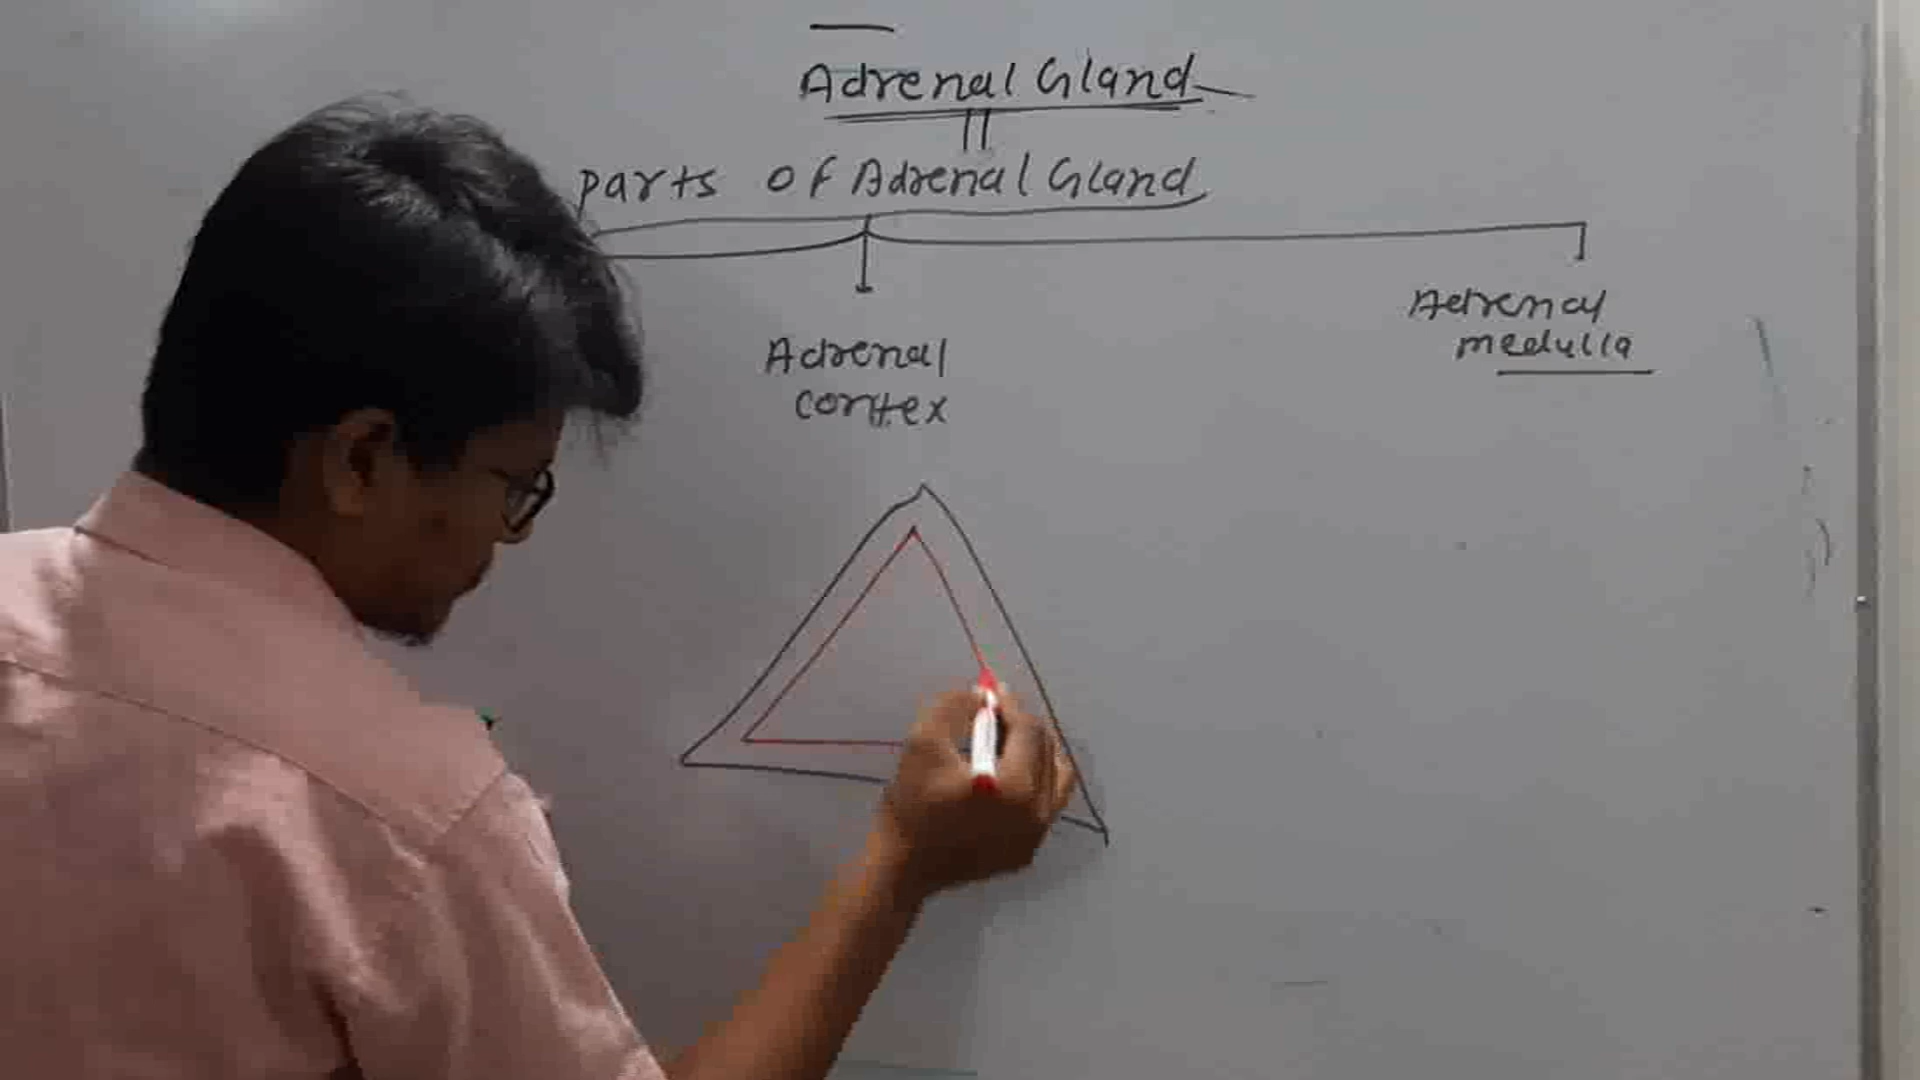 Adrenal Gland
parts of Adrenal Gland
Adrenal
cortex
Adrenal
medulla